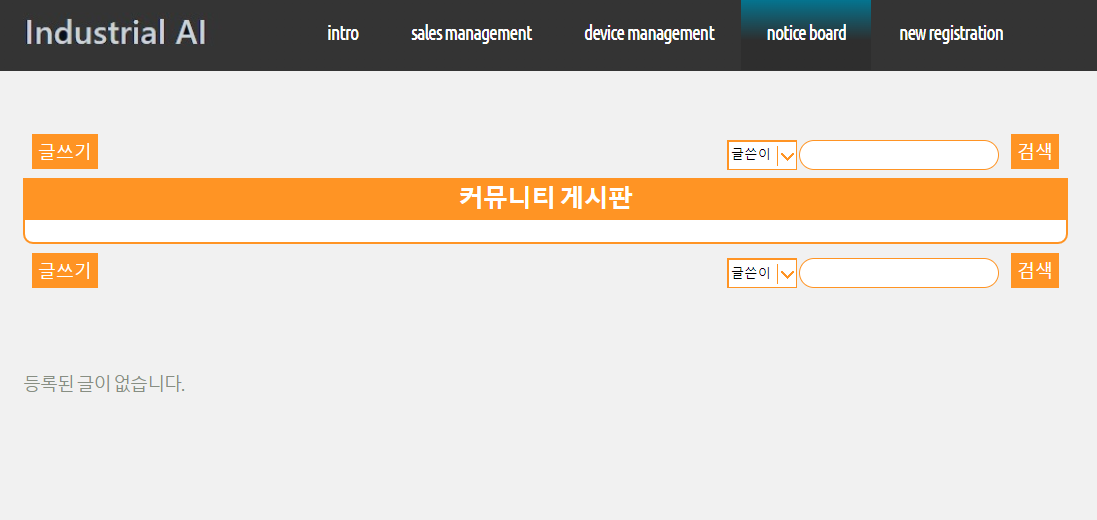 Industrial AI intro sales management device management notice board new registration
글쓰기 글쓴이 검색
커뮤니티 게시판
글쓰기 글쓴이 검색
등록된 글이 없습니다.